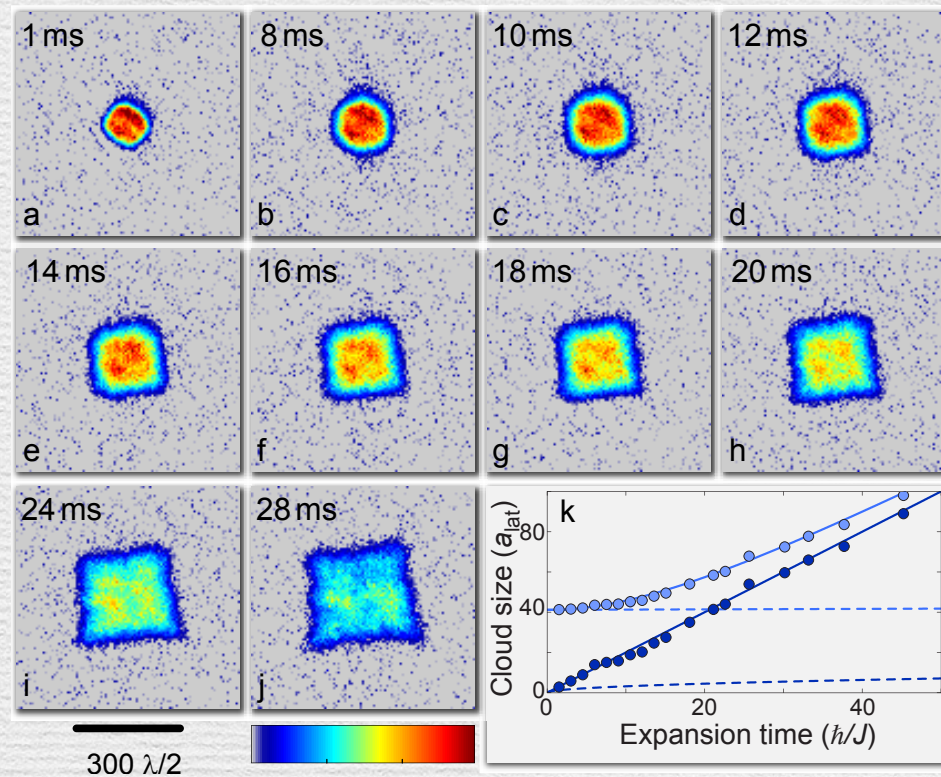 1 ms
8 ms
10 ms
12 ms
a
b
c
d
14 ms
16 ms
18 ms
20 ms
e
f
g
h
24 ms
28 ms
k
i
j
Cloud size (a_lat)
80
40
0
0
20
40
Expansion time (ℏ/J)
300 λ/2